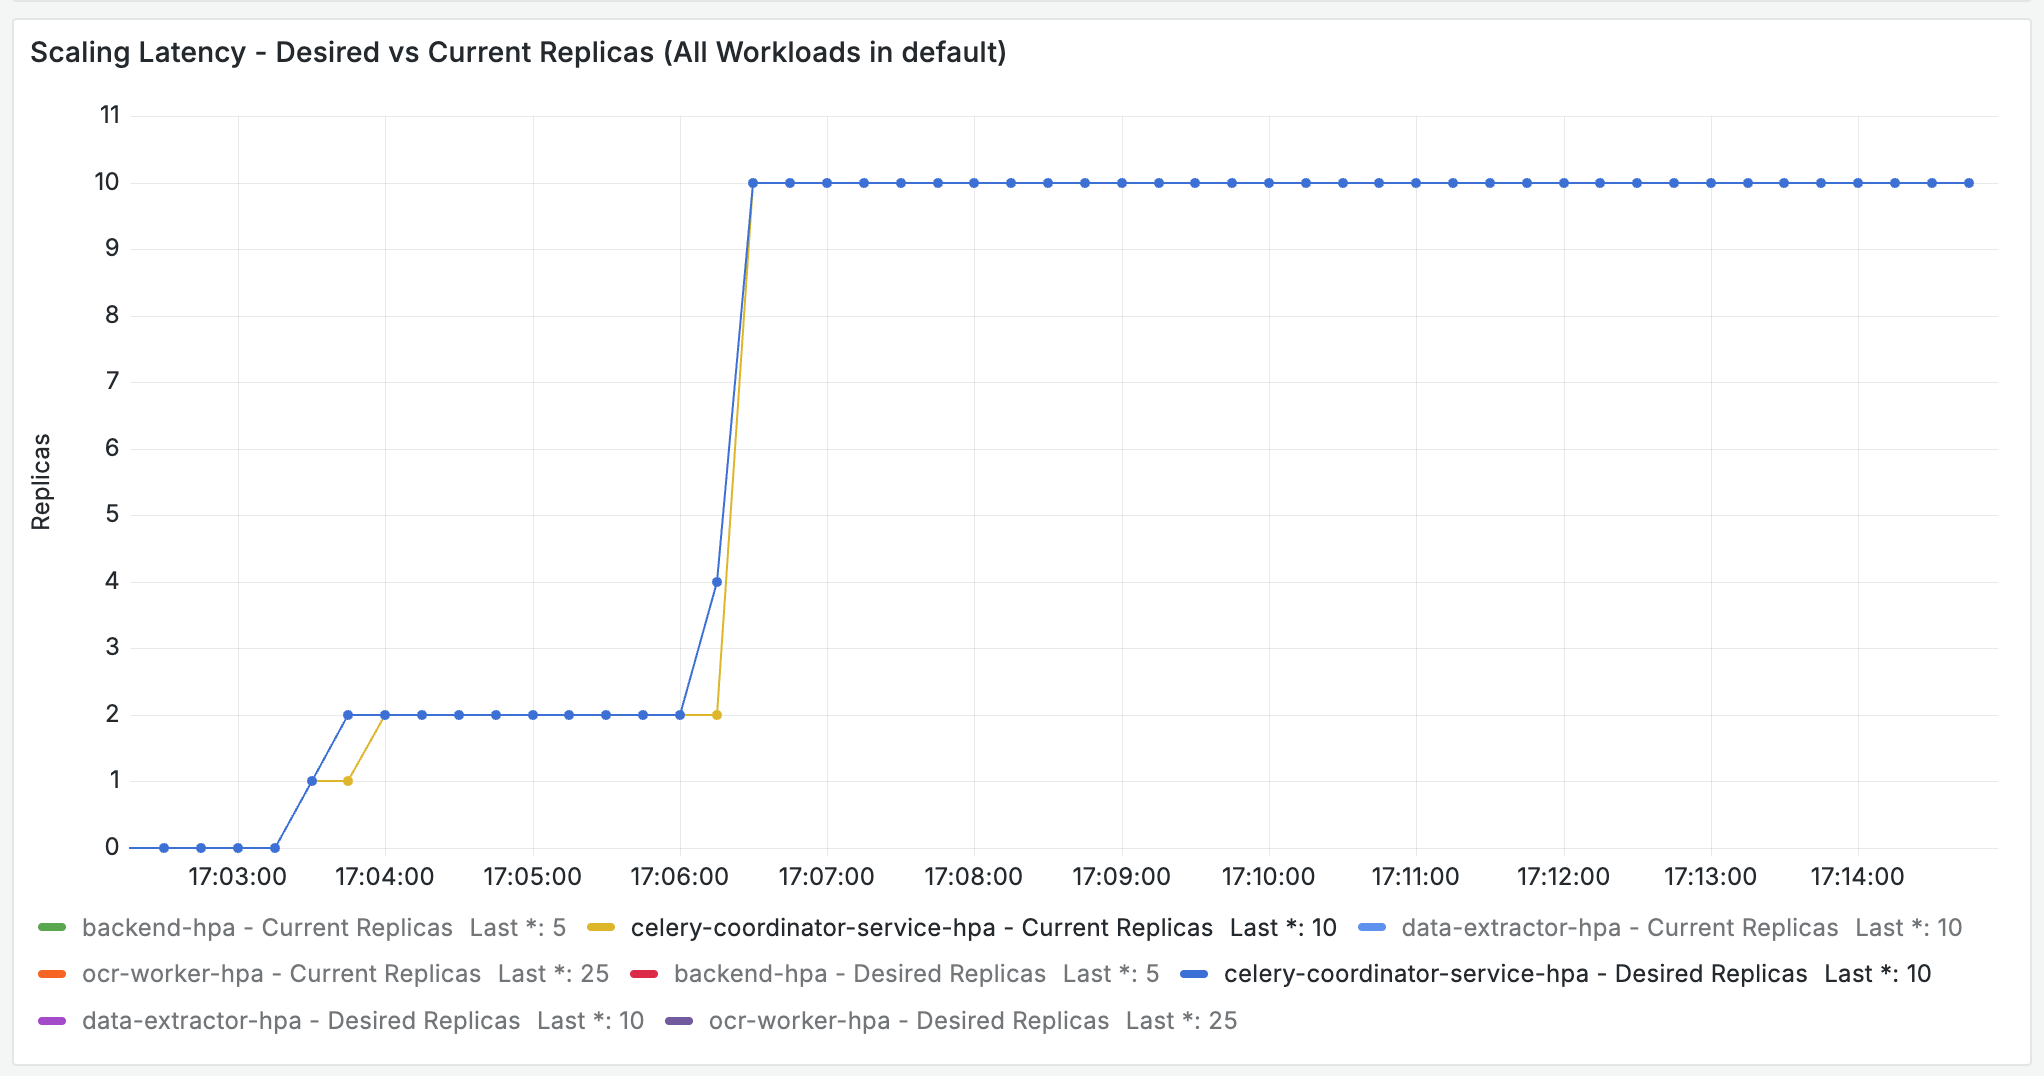 Scaling Latency - Desired vs Current Replicas (All Workloads in default)
11
10
9
8
7
6
5
4
3
2
1
0
Replicas
17:03:00 17:04:00 17:05:00 17:06:00 17:07:00 17:08:00 17:09:00 17:10:00 17:11:00 17:12:00 17:13:00 17:14:00
backend-hpa - Current Replicas Last *: 5 celery-coordinator-service-hpa - Current Replicas Last *: 10 data-extractor-hpa - Current Replicas Last *: 10
ocr-worker-hpa - Current Replicas Last *: 25 backend-hpa - Desired Replicas Last *: 5 celery-coordinator-service-hpa - Desired Replicas Last *: 10
data-extractor-hpa - Desired Replicas Last *: 10 ocr-worker-hpa - Desired Replicas Last *: 25